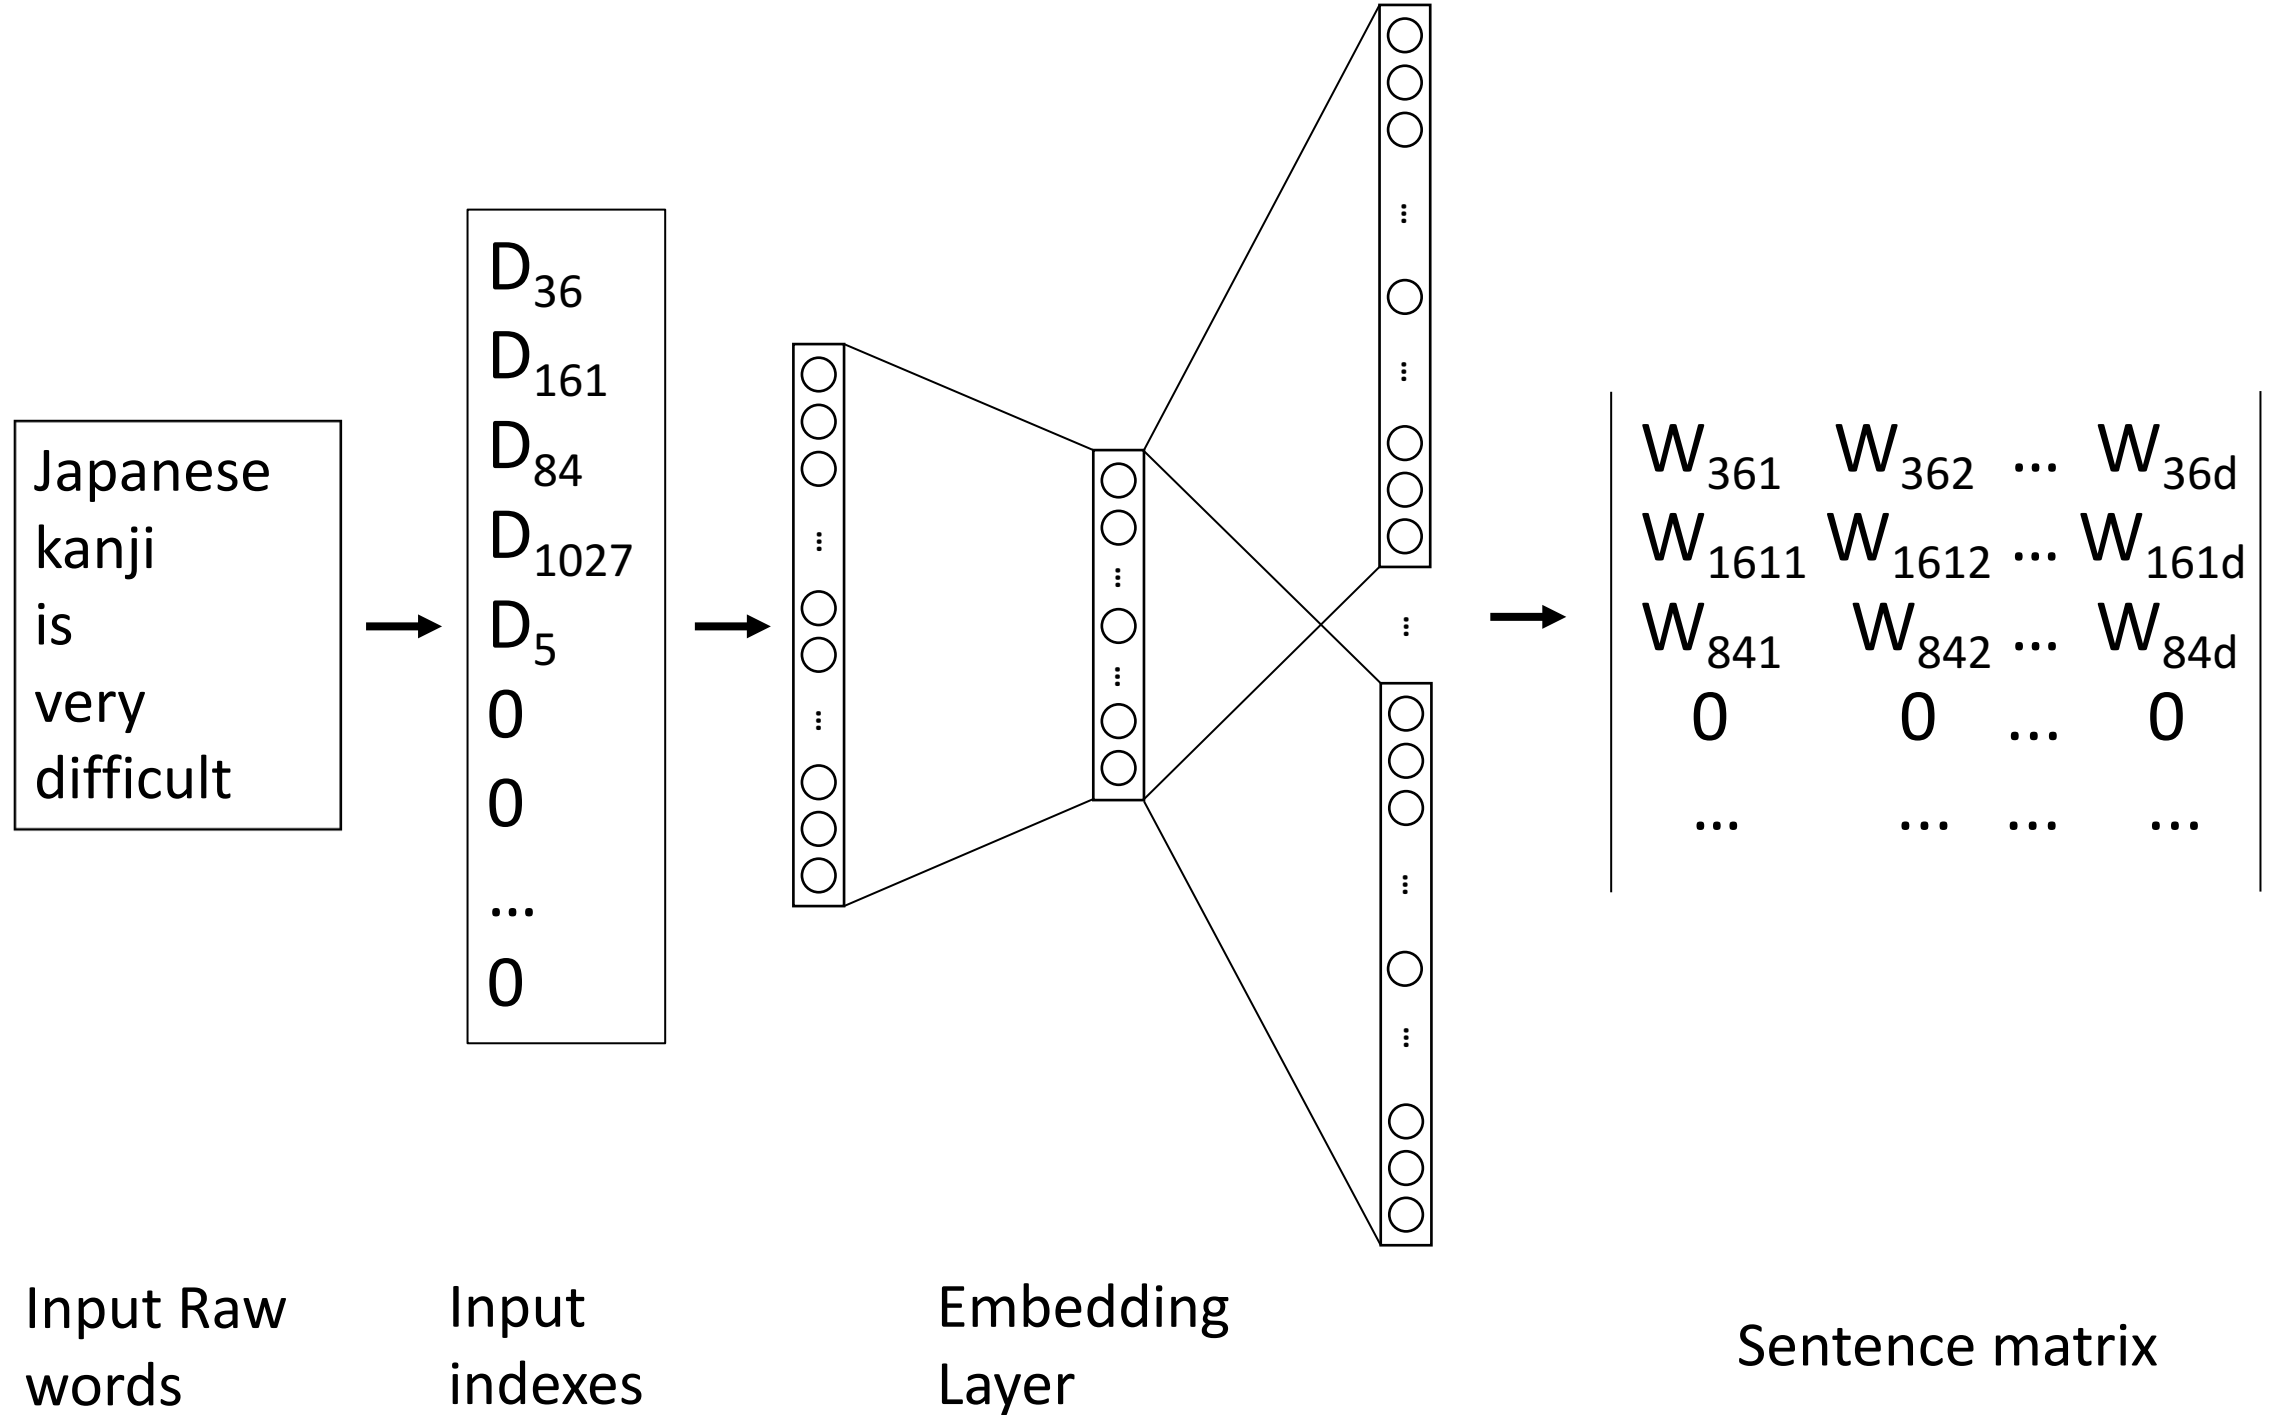 Japanese
kanji
is
very
difficult
D36
D161
D84
D1027
D5
0
0
...
0
...
...
...
...
...
...
...
...
...
W361 W362 ... W36d
W1611 W1612 ... W161d
W841 W842 ... W84d
0 0 ... 0
... ... ... ...
Input Raw
words
Input
indexes
Embedding
Layer
Sentence matrix